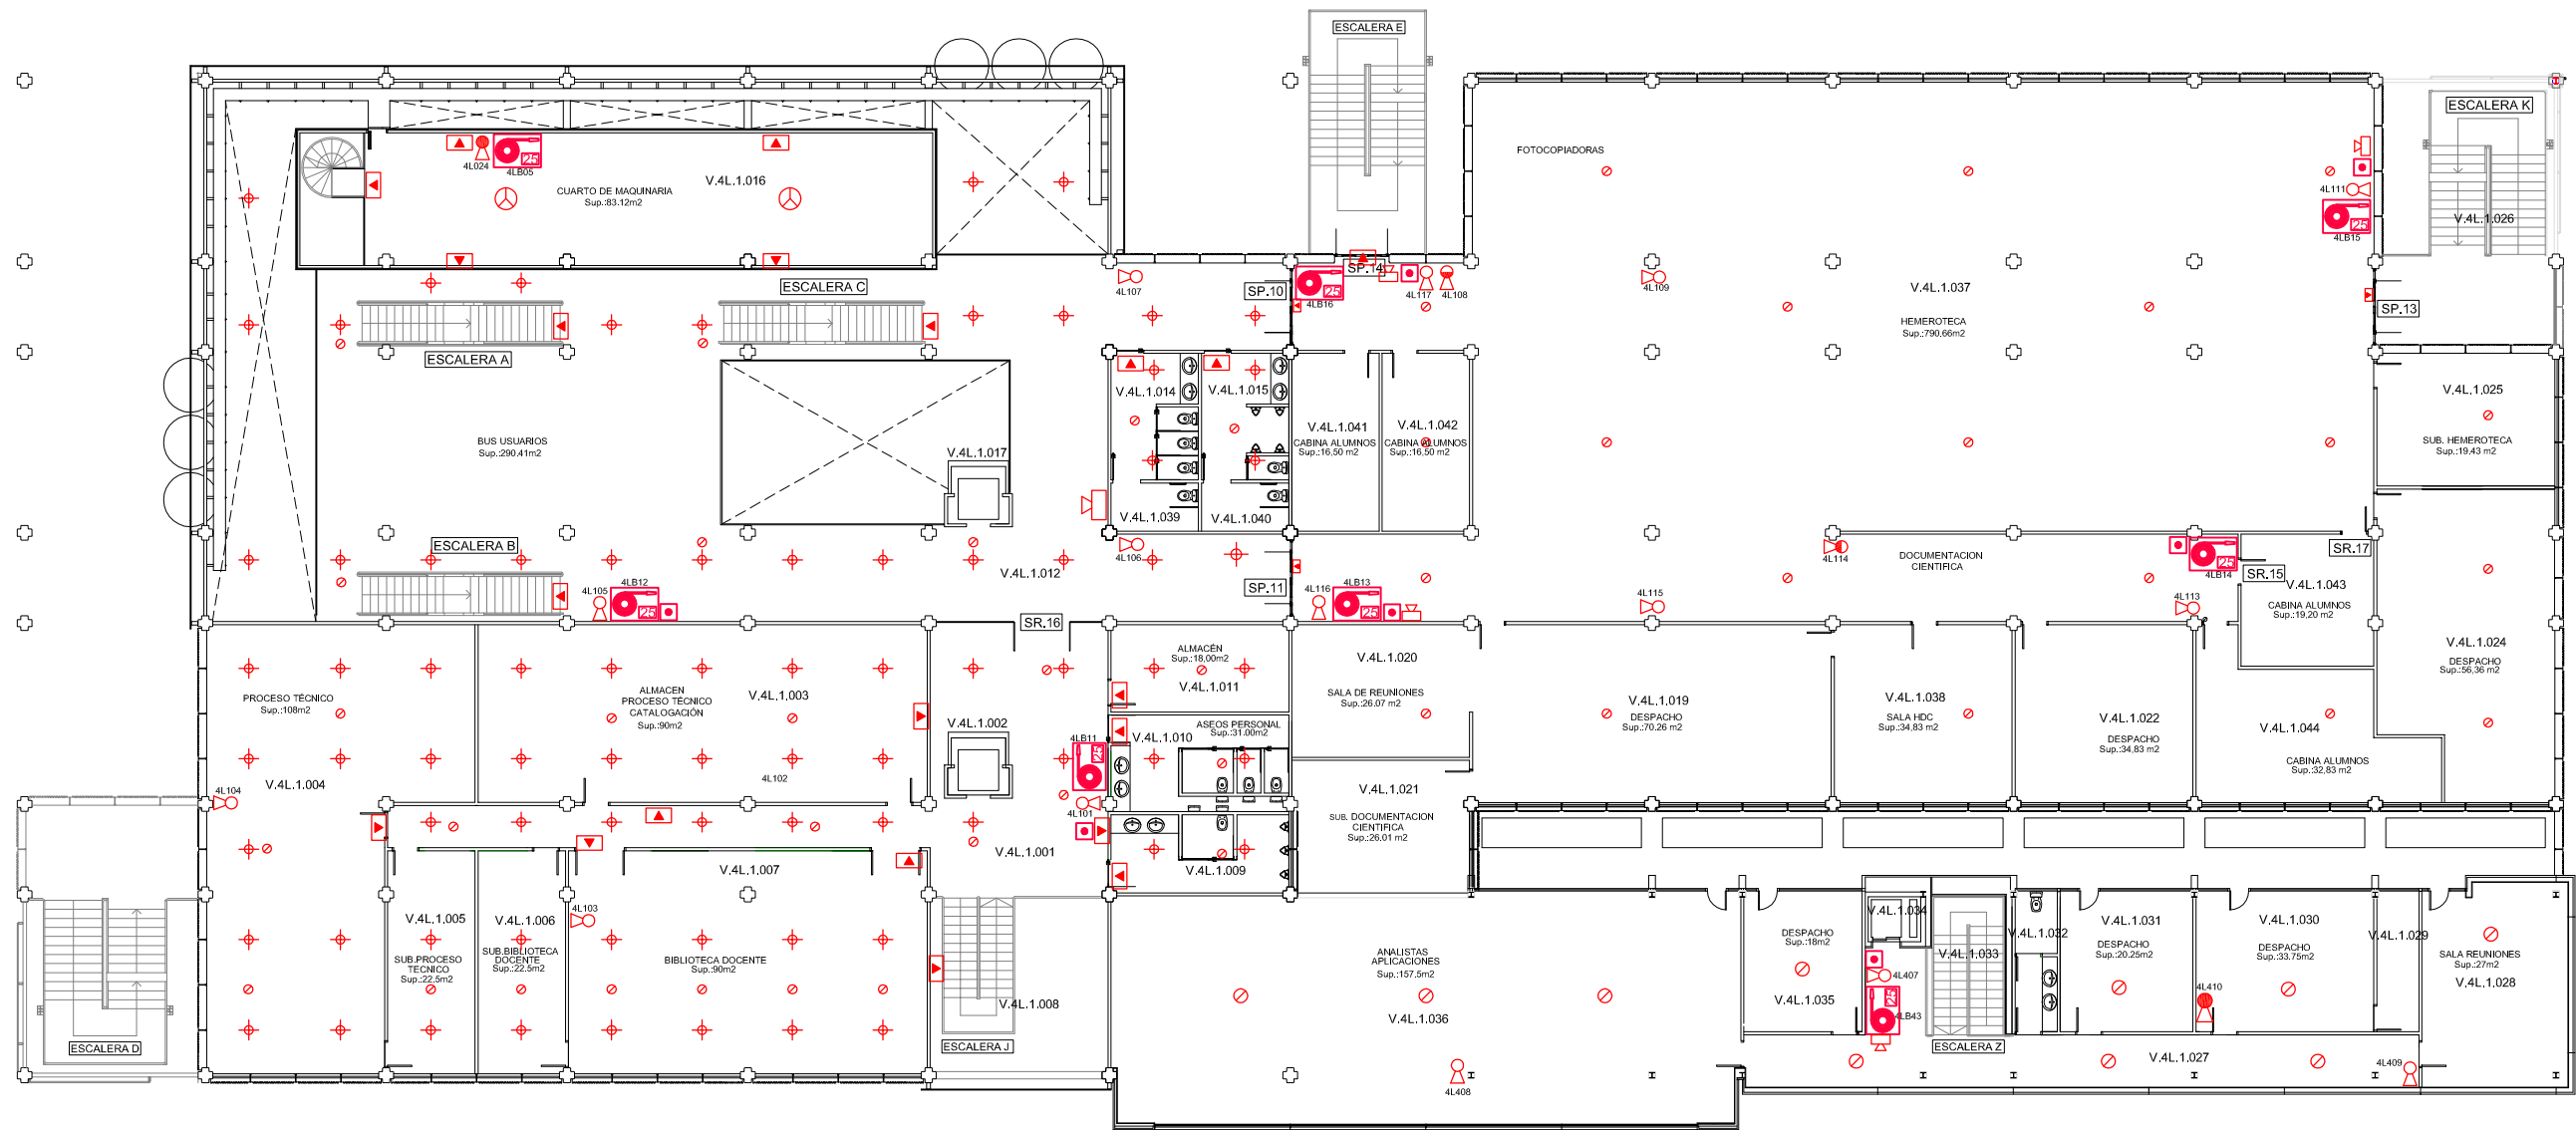 ESCALERA E
ESCALERA K
4L024
4LB05
25
CUARTO DE MAQUINARIA
Sup.:83.12m2
V.4L.1.016
FOTOCOPIADORAS
4L111
25
4LB15
V.4L.1.026
ESCALERA C
4L107
SP.10
SP.14
25
4LB16
4L117
4L108
4L109
V.4L.1.037
HEMEROTECA
Sup.:790,66m2
SP.13
ESCALERA A
V.4L.1.014
V.4L.1.015
V.4L.1.041
CABINA ALUMNOS
Sup.:16,50 m2
V.4L.1.042
CABINA ALUMNOS
Sup.:16,50 m2
V.4L.1.025
SUB. HEMEROTECA
Sup.:19.43 m2
BUS USUARIOS
Sup.:290.41m2
V.4L.1.017
V.4L.1.039
V.4L.1.040
ESCALERA B
4L106
V.4L.1.012
SP.11
4L105
4LB12
25
4L116
4LB13
25
4L114
4L115
DOCUMENTACION
CIENTIFICA
25
4LB14
4L113
SR.15
SR.17
V.4L.1.043
CABINA ALUMNOS
Sup.:19,20 m2
SR.16
PROCESO TÉCNICO
Sup.:108m2
V.4L.1.004
4L104
ALMACEN
PROCESO TÉCNICO
CATALOGACIÓN
Sup.:90m2
V.4L.1.003
4L102
V.4L.1.002
4LB11
25
4L101
V.4L.1.001
ALMACÉN
Sup.:18,00m2
V.4L.1.011
ASEOS PERSONAL
Sup.:31.00m2
V.4L.1.010
V.4L.1.009
V.4L.1.020
SALA DE REUNIONES
Sup.:26.07 m2
V.4L.1.021
SUB. DOCUMENTACION
CIENTIFICA
Sup.:26.01 m2
V.4L.1.019
DESPACHO
Sup.:70.26 m2
V.4L.1.038
SALA HDC
Sup.:34,83 m2
V.4L.1.022
DESPACHO
Sup.:34,83 m2
V.4L.1.044
CABINA ALUMNOS
Sup.:32,83 m2
V.4L.1.024
DESPACHO
Sup.:56,36 m2
V.4L.1.007
V.4L.1.005
SUB.PROCESO
TECNICO
Sup.:22.5m2
V.4L.1.006
SUB.BIBLIOTECA
DOCENTE
Sup.:22.5m2
4L103
BIBLIOTECA DOCENTE
Sup.:90m2
V.4L.1.008
ESCALERA D
ESCALERA J
ANALISTAS
APLICACIONES
Sup.:157.5m2
V.4L.1.036
4L408
DESPACHO
Sup.:18m2
V.4L.1.035
V.4L.1.034
4L407
25
4LB43
V.4L.1.033
ESCALERA Z
V.4L.1.032
V.4L.1.031
DESPACHO
Sup.:20.25m2
4L410
V.4L.1.030
DESPACHO
Sup.:33.75m2
V.4L.1.029
SALA REUNIONES
Sup.:27m2
V.4L.1.028
V.4L.1.027
4L409